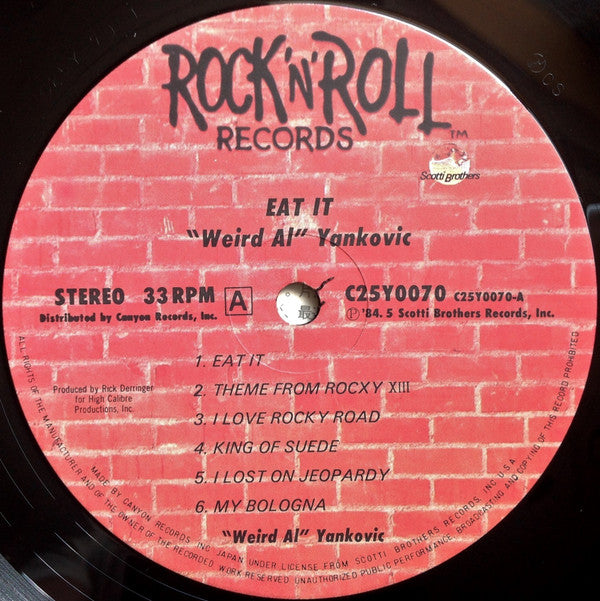 ROCK'N'ROLL
RECORDS
TM
Scotti Brothers
EAT IT
"Weird Al" Yankovic
STEREO 33 RPM A
C25Y0070 C25Y0070-A
Distributed by Canyon Records, Inc.
Ⓟ '84. 5 Scotti Brothers Records, Inc.
1. EAT IT
2. THEME FROM ROCXY XIII
3. I LOVE ROCKY ROAD
4. KING OF SUEDE
5. I LOST ON JEOPARDY
6. MY BOLOGNA
Produced by Rick Derringer
for High Calibre
Productions, Inc.
"Weird Al" Yankovic
ALL RIGHTS OF THE MANUFACTURER AND OF THE OWNER OF THE RECORDED WORK RESERVED. UNAUTHORIZED PUBLIC PERFORMANCE, BROADCASTING AND COPYING OF THIS RECORD PROHIBITED
MADE BY CANYON RECORDS, INC. JAPAN UNDER LICENSE FROM SCOTTI BROTHERS RECORDS, INC. U.S.A.